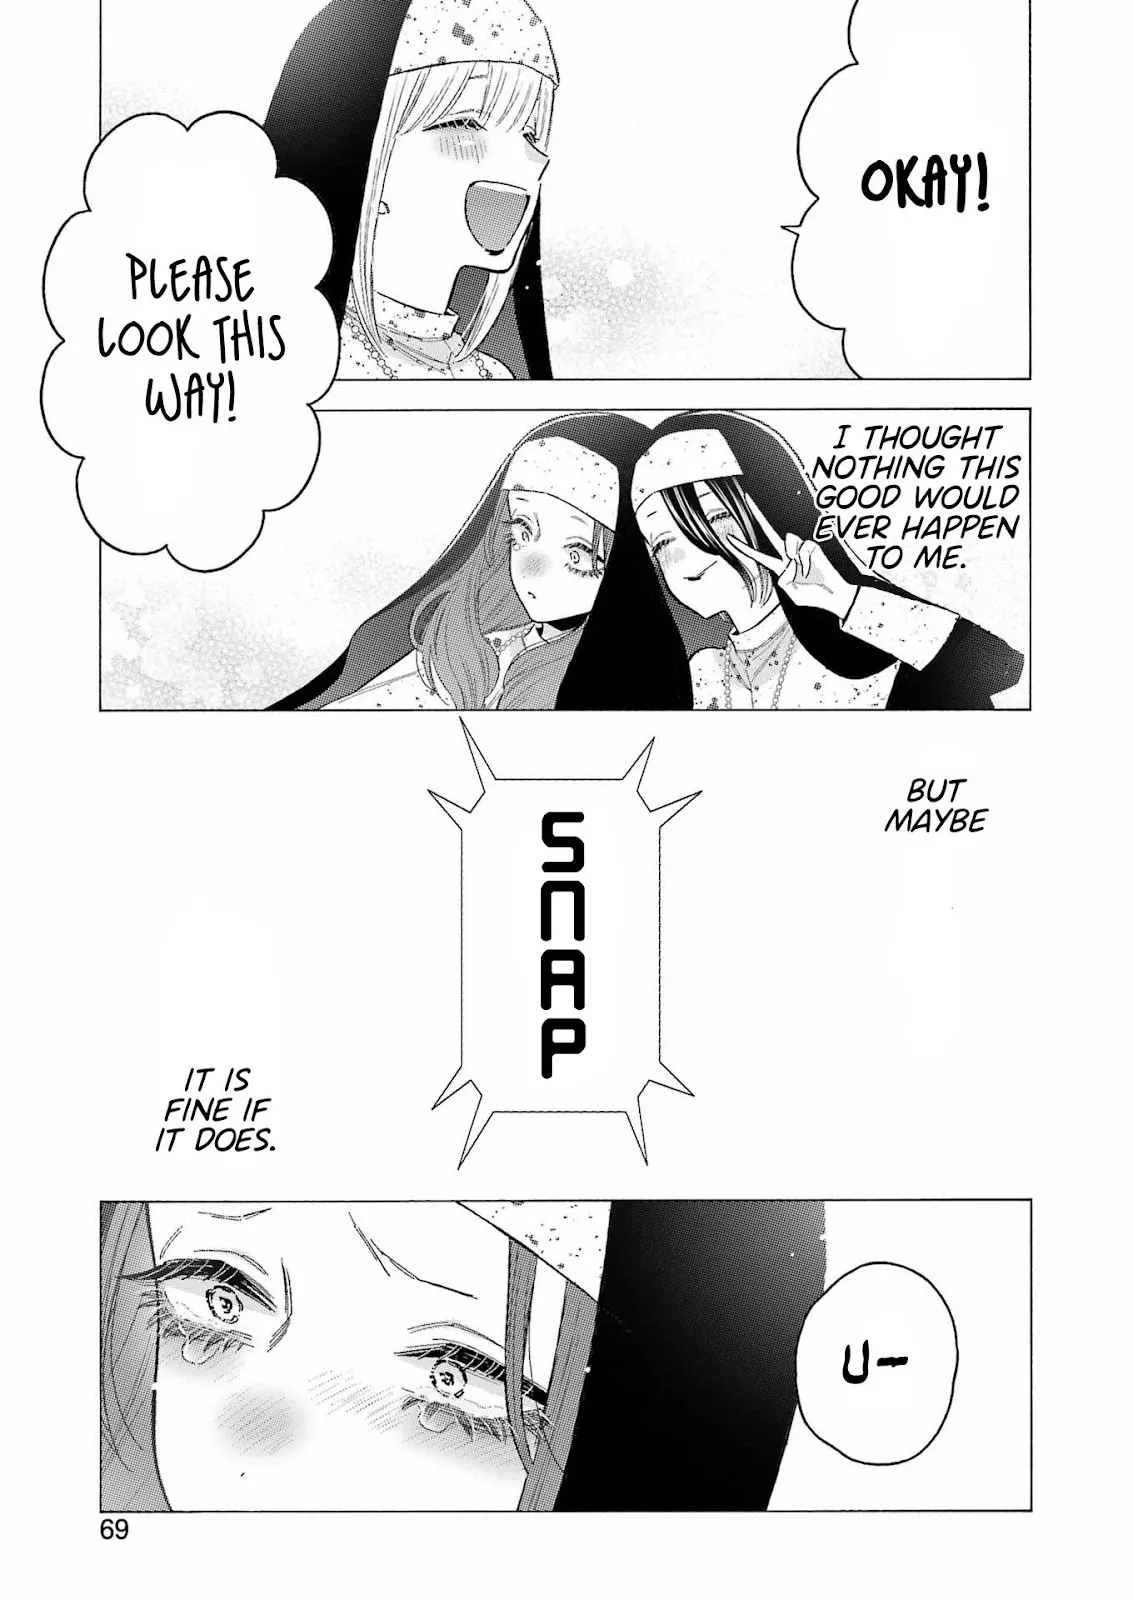 OKAY!
PLEASE
LOOK THIS
WAY!
I THOUGHT
NOTHING THIS
GOOD WOULD
EVER HAPPEN
TO ME.
SNAP
BUT
MAYBE
IT IS
FINE IF
IT DOES.
U—
69